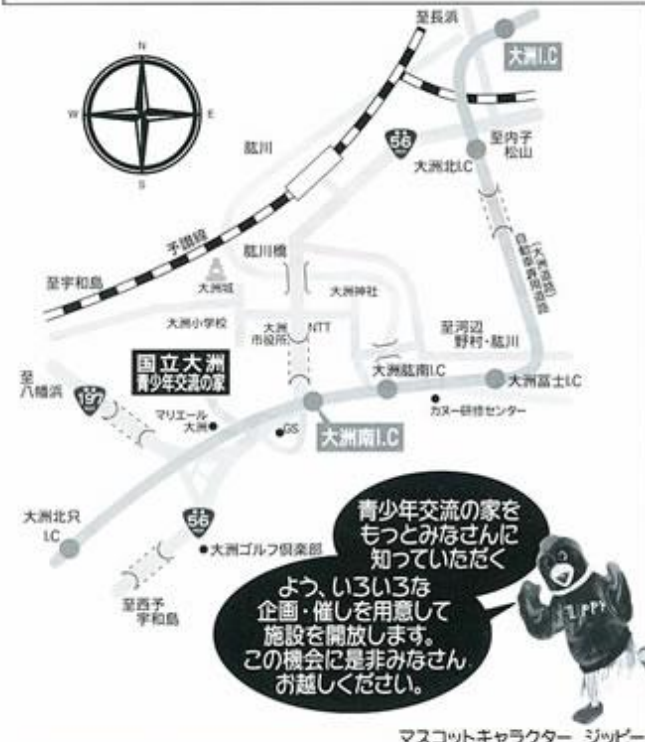 至長浜
大洲I.C
N
W
E
S
肱川
56
至内子
松山
大洲北I.C
予讃線
肱川橋
(大洲道路)
自動車専用道路
至宇和島
大洲城
大洲神社
大洲小学校
大洲
市役所
NTT
至河辺
野村・肱川
国立大洲
青少年交流の家
大洲肱南I.C
大洲冨士I.C
至
八幡浜
197
マリエール
大洲
GS
大洲南I.C
カヌー研修センター
大洲北只
I.C
56
大洲ゴルフ倶楽部
至西予
宇和島
青少年交流の家を
もっとみなさんに
知っていただく
よう、いろいろな
企画・催しを用意して
施設を開放します。
この機会に是非みなさん
お越しください。
ZIPPY
マスコットキャラクター ジッピー